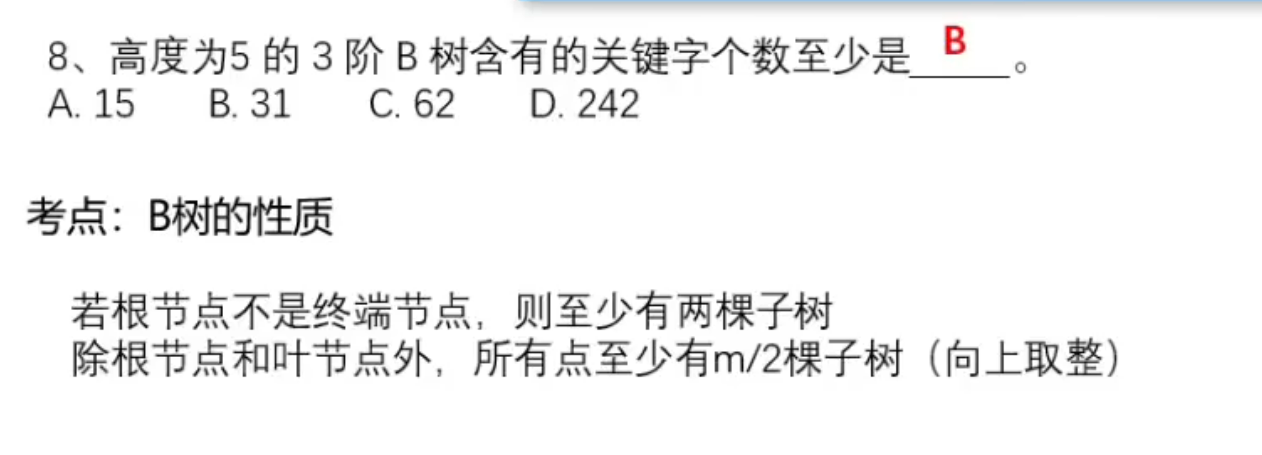 8、高度为5 的 3 阶 B 树含有的关键字个数至少是 B 。
A. 15 B. 31 C. 62 D. 242
考点：B树的性质
若根节点不是终端节点，则至少有两棵子树
除根节点和叶节点外，所有点至少有m/2棵子树（向上取整）